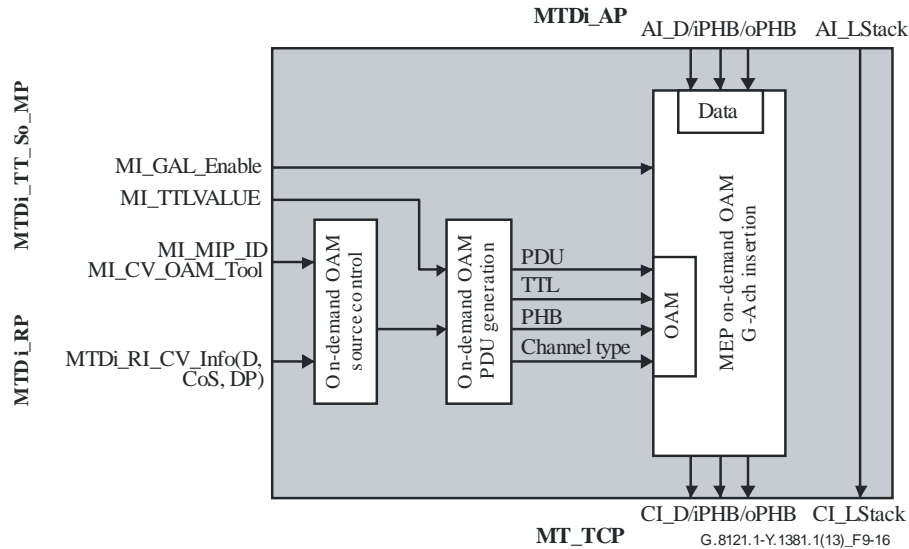 MTDi_AP
AI_D/iPHB/oPHB
AI_LStack
MTDi_TT_So_MP
Data
MI_GAL_Enable
MI_TTLVALUE
MI_MIP_ID
MI_CV_OAM_Tool
On-demand OAM
source control
On-demand OAM
PDU generation
PDU
TTL
PHB
Channel type
OAM
MEP on-demand OAM
G-Ach insertion
MTDi_RP
MTDi_RI_CV_Info(D,
CoS, DP)
MT_TCP
CI_D/iPHB/oPHB
CI_LStack
G.8121.1-Y.1381.1(13)_F9-16